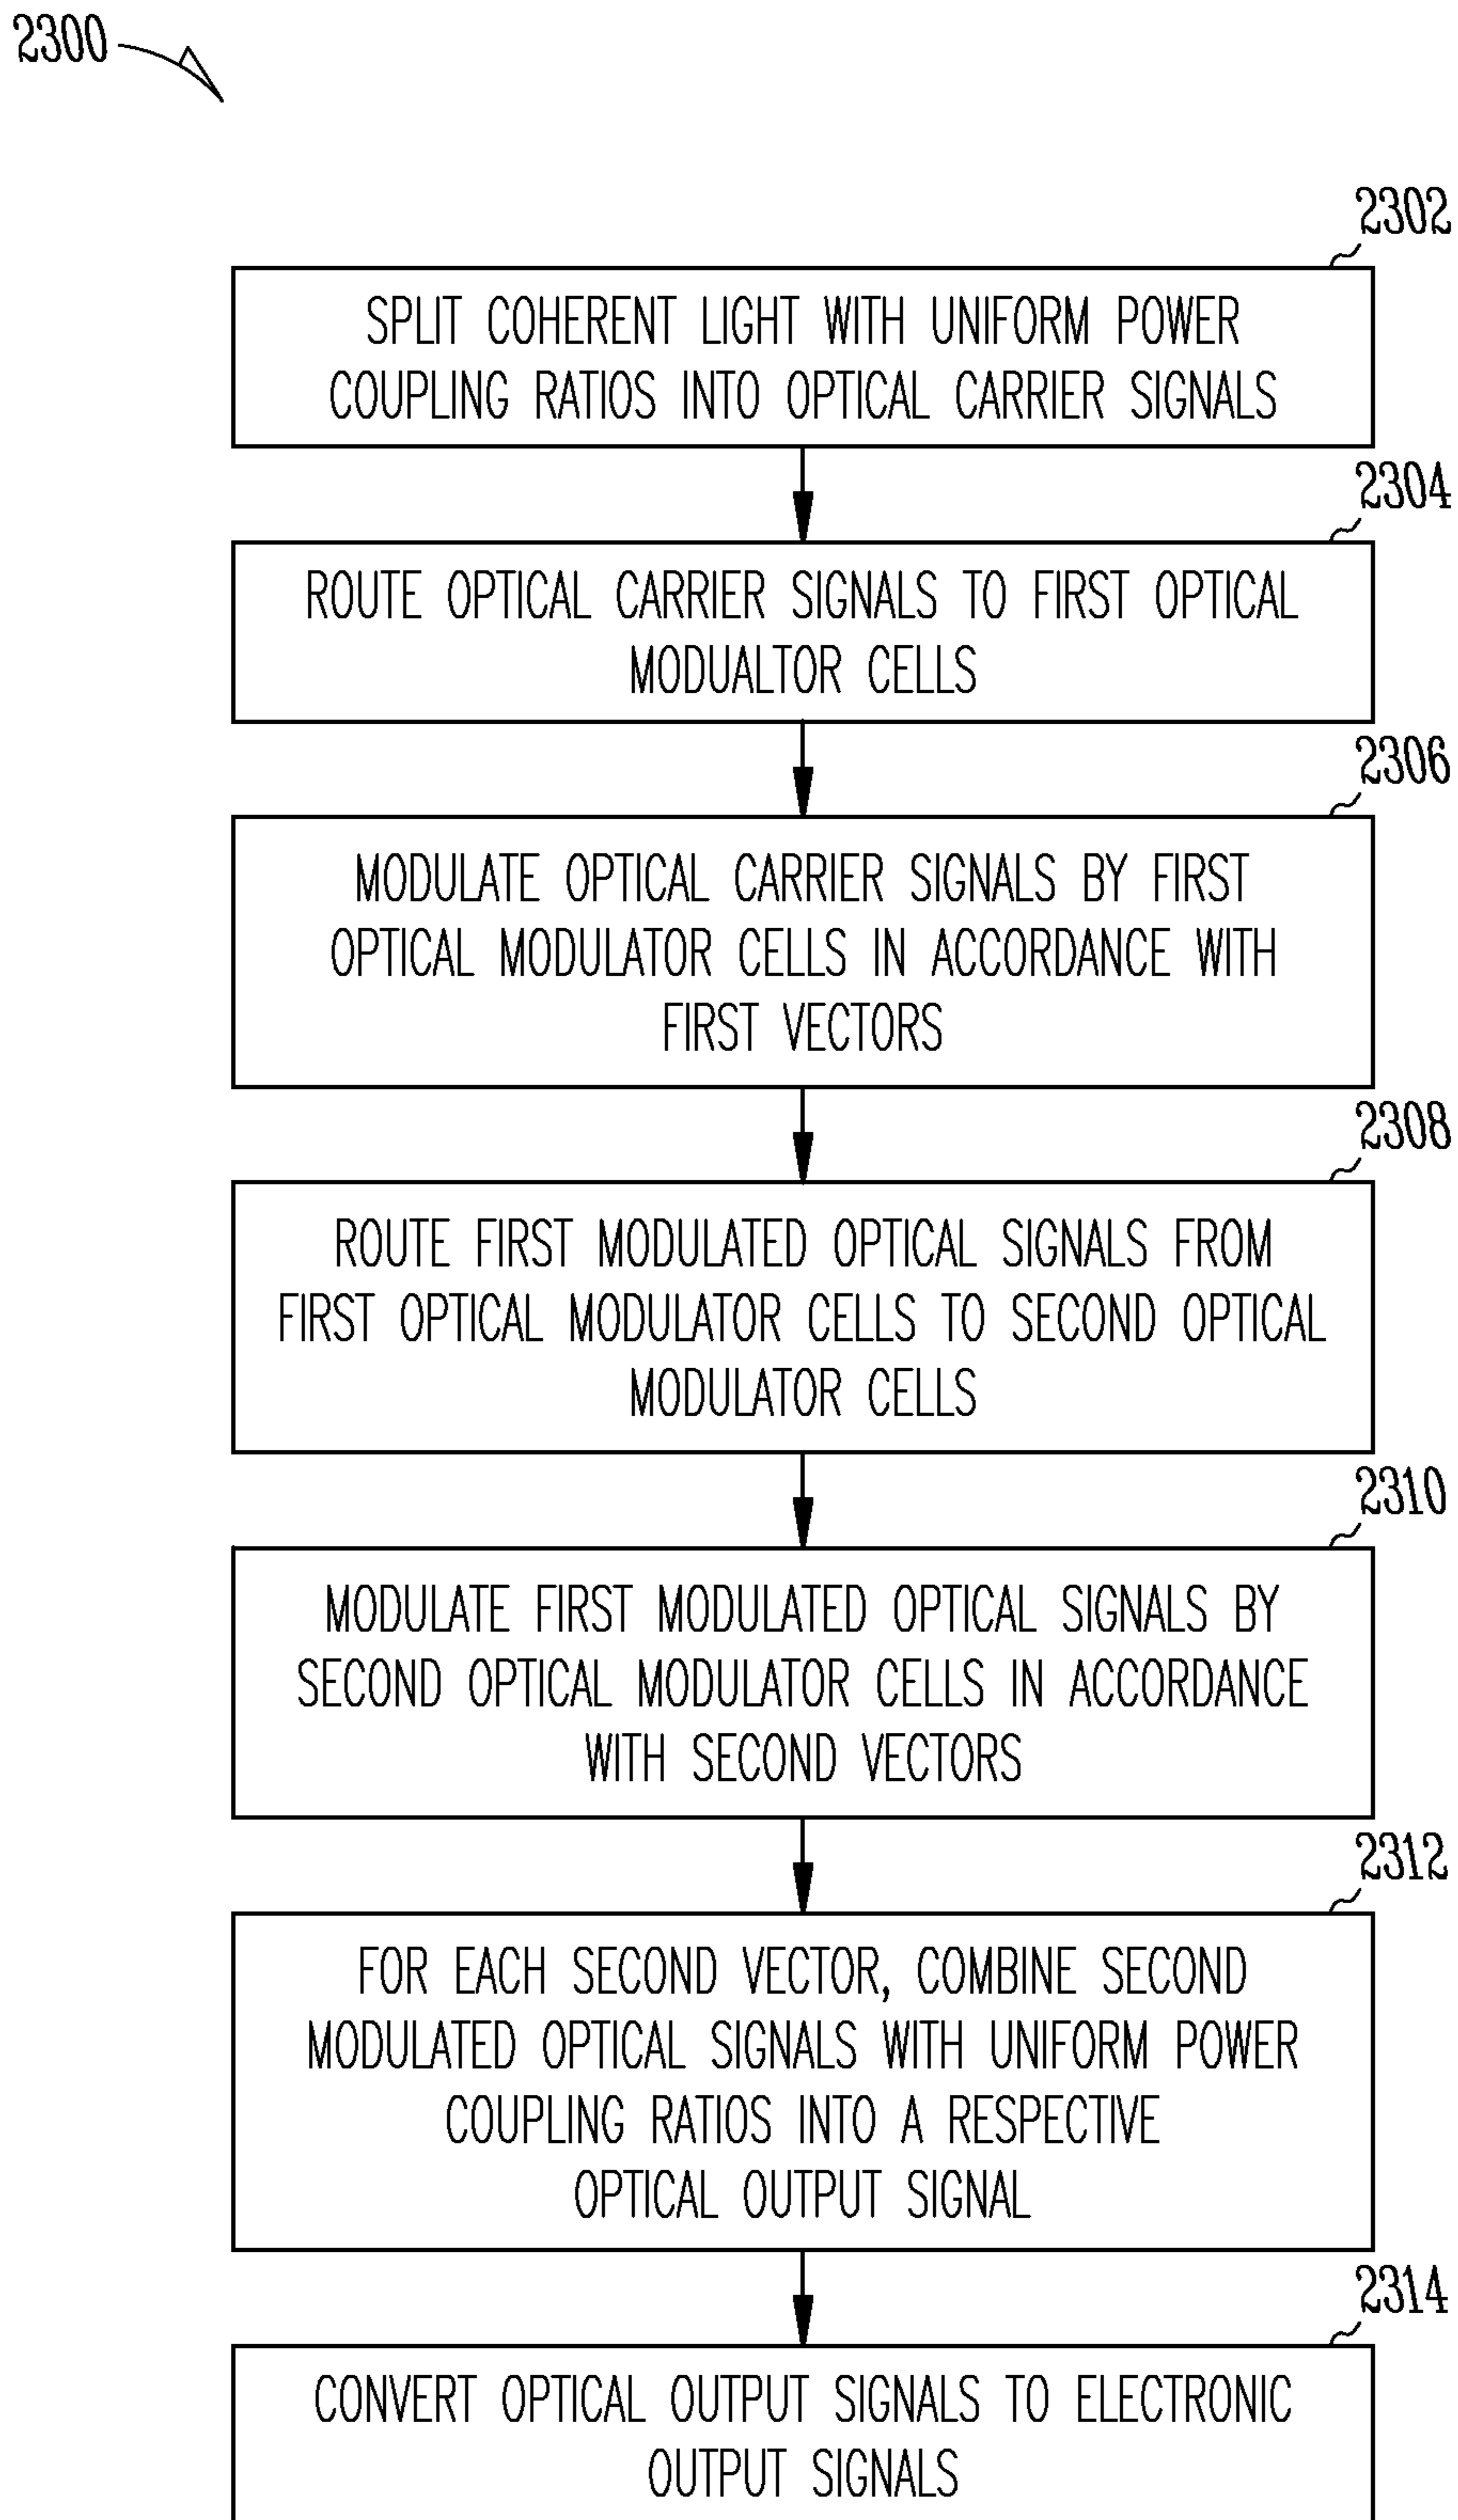 2300
2302
SPLIT COHERENT LIGHT WITH UNIFORM POWER
COUPLING RATIOS INTO OPTICAL CARRIER SIGNALS
2304
ROUTE OPTICAL CARRIER SIGNALS TO FIRST OPTICAL
MODUALTOR CELLS
2306
MODULATE OPTICAL CARRIER SIGNALS BY FIRST
OPTICAL MODULATOR CELLS IN ACCORDANCE WITH
FIRST VECTORS
2308
ROUTE FIRST MODULATED OPTICAL SIGNALS FROM
FIRST OPTICAL MODULATOR CELLS TO SECOND OPTICAL
MODULATOR CELLS
2310
MODULATE FIRST MODULATED OPTICAL SIGNALS BY
SECOND OPTICAL MODULATOR CELLS IN ACCORDANCE
WITH SECOND VECTORS
2312
FOR EACH SECOND VECTOR, COMBINE SECOND
MODULATED OPTICAL SIGNALS WITH UNIFORM POWER
COUPLING RATIOS INTO A RESPECTIVE
OPTICAL OUTPUT SIGNAL
2314
CONVERT OPTICAL OUTPUT SIGNALS TO ELECTRONIC
OUTPUT SIGNALS